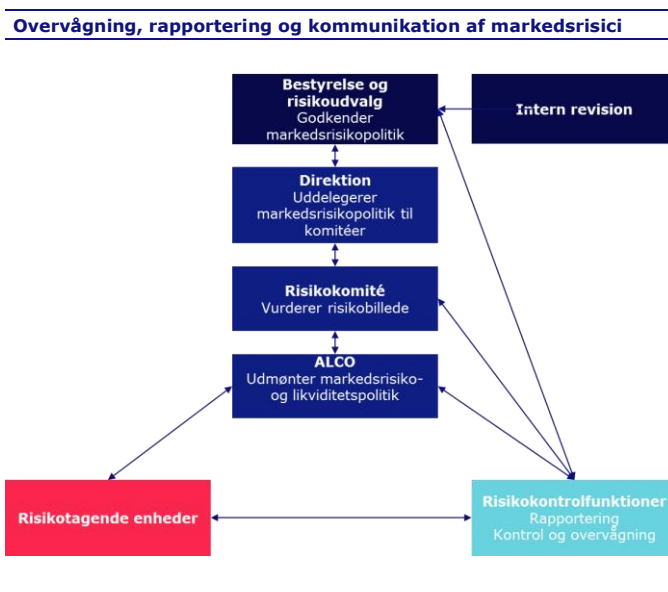 Overvågning, rapportering og kommunikation af markedsrisici
Bestyrelse og
risikoudvalg
Godkender
markedsrisikopolitik
Intern revision
Direktion
Uddelegerer
markedsrisikopolitik til
komitéer
Risikokomité
Vurderer risikobillede
ALCO
Udmønter markedsrisiko-
og likviditetspolitik
Risikotagende enheder
Risikokontrolfunktioner
Rapportering
Kontrol og overvågning